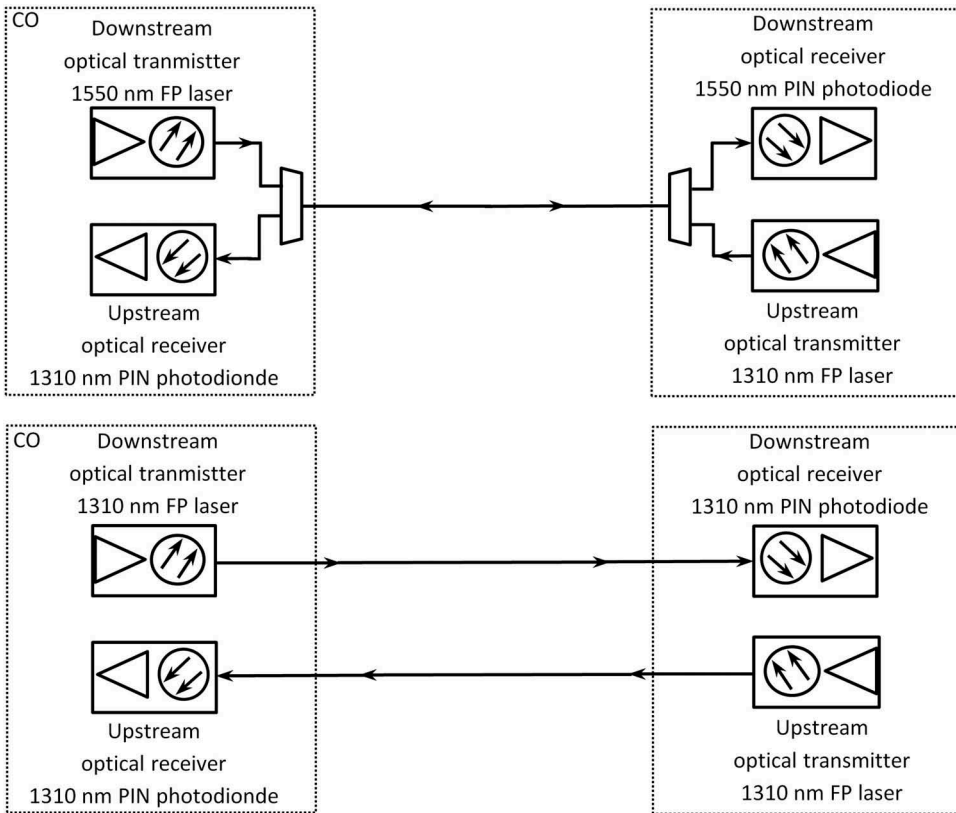 CO
Downstream
optical tranmistter
1550 nm FP laser
Downstream
optical receiver
1550 nm PIN photodiode
Upstream
optical receiver
1310 nm PIN photodionde
Upstream
optical transmitter
1310 nm FP laser
CO
Downstream
optical tranmistter
1310 nm FP laser
Downstream
optical receiver
1310 nm PIN photodiode
Upstream
optical receiver
1310 nm PIN photodionde
Upstream
optical transmitter
1310 nm FP laser